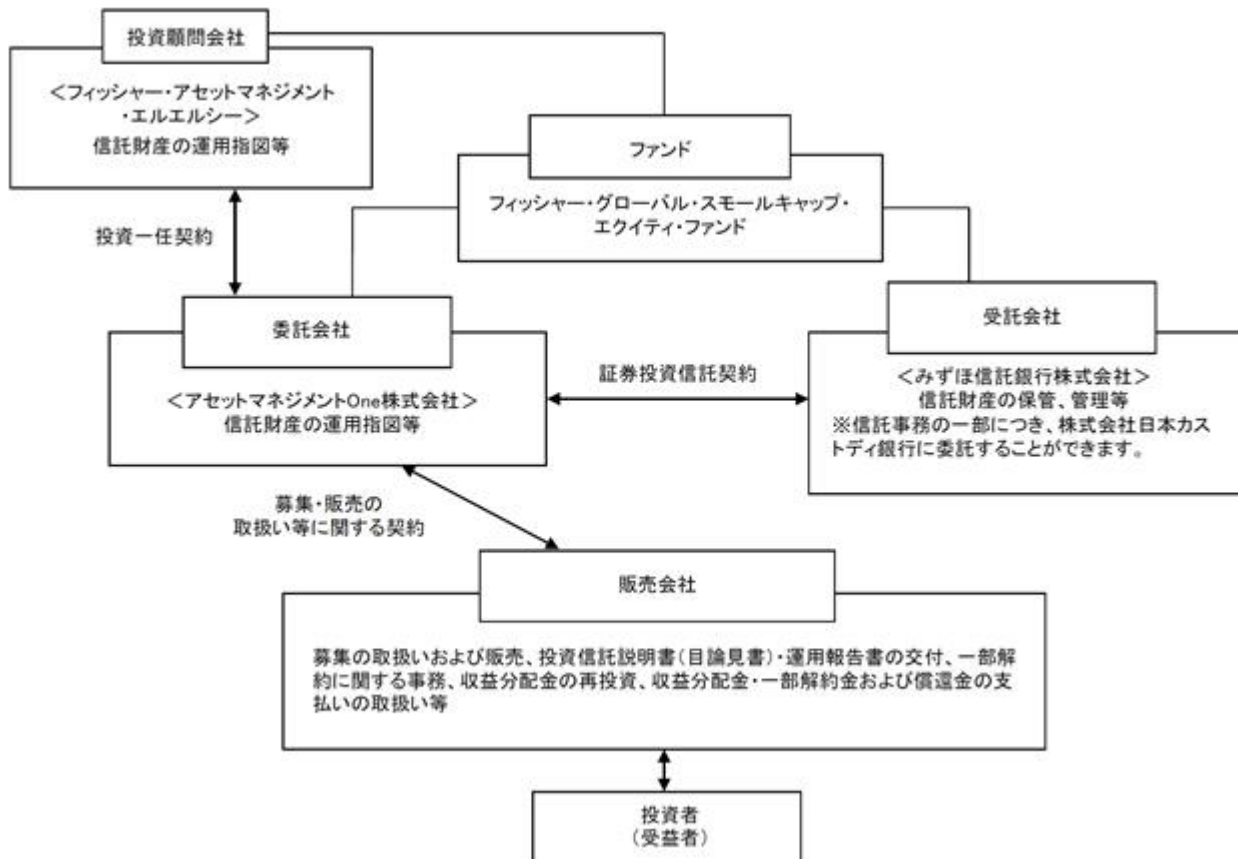 投資顧問会社
<フィッシャー・アセットマネジメント
・エルエルシー>
信託財産の運用指図等
ファンド
フィッシャー・グローバル・スモールキャップ・
エクイティ・ファンド
投資一任契約
委託会社
<アセットマネジメントOne株式会社>
信託財産の運用指図等
証券投資信託契約
受託会社
<みずほ信託銀行株式会社>
信託財産の保管、管理等
※信託事務の一部につき、株式会社日本カス
トディ銀行に委託することができます。
募集・販売の
取扱い等に関する契約
販売会社
募集の取扱いおよび販売、投資信託説明書(目論見書)・運用報告書の交付、一部解
約に関する事務、収益分配金の再投資、収益分配金・一部解約金および償還金の支
払いの取扱い等
投資者
(受益者)